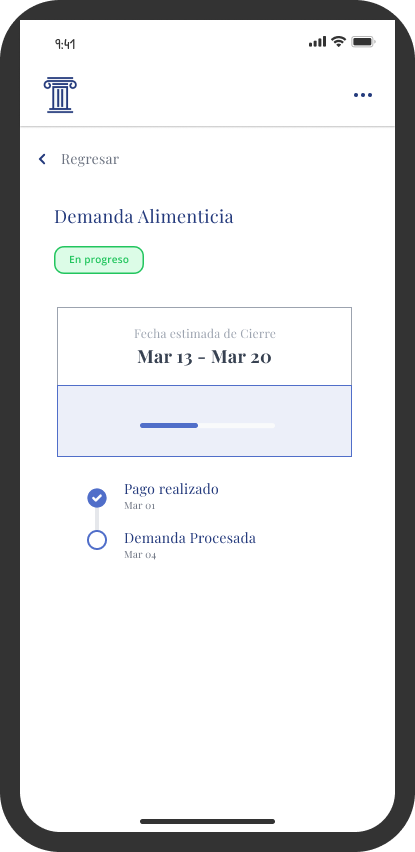 9:41
Regresar
Demanda Alimenticia
En progreso
Fecha estimada de Cierre
Mar 13 - Mar 20
Pago realizado
Mar 01
Demanda Procesada
Mar 04